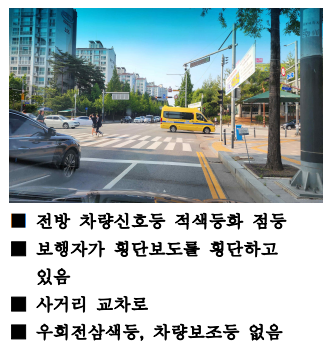 ■ 전방 차량신호등 적색등화 점등
■ 보행자가 횡단보도를 횡단하고
있음
■ 사거리 교차로
■ 우회전삼색등, 차량보조등 없음